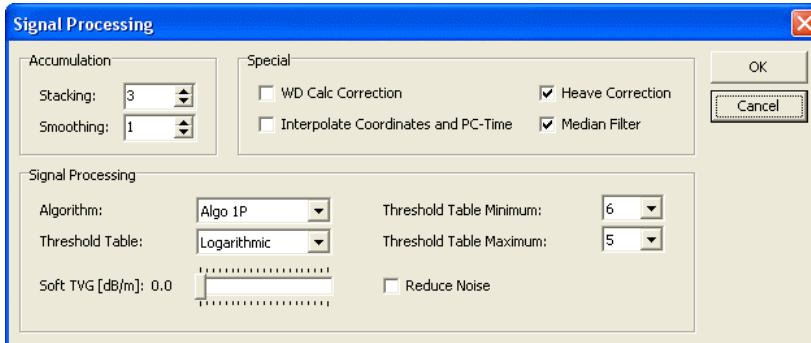 Signal Processing
Accumulation
Stacking: 3
Smoothing: 1
Special
WD Calc Correction
Heave Correction
Interpolate Coordinates and PC-Time
Median Filter
OK
Cancel
Signal Processing
Algorithm: Algo 1P
Threshold Table Minimum: 6
Threshold Table: Logarithmic
Threshold Table Maximum: 5
Soft TVG [dB/m]: 0.0
Reduce Noise